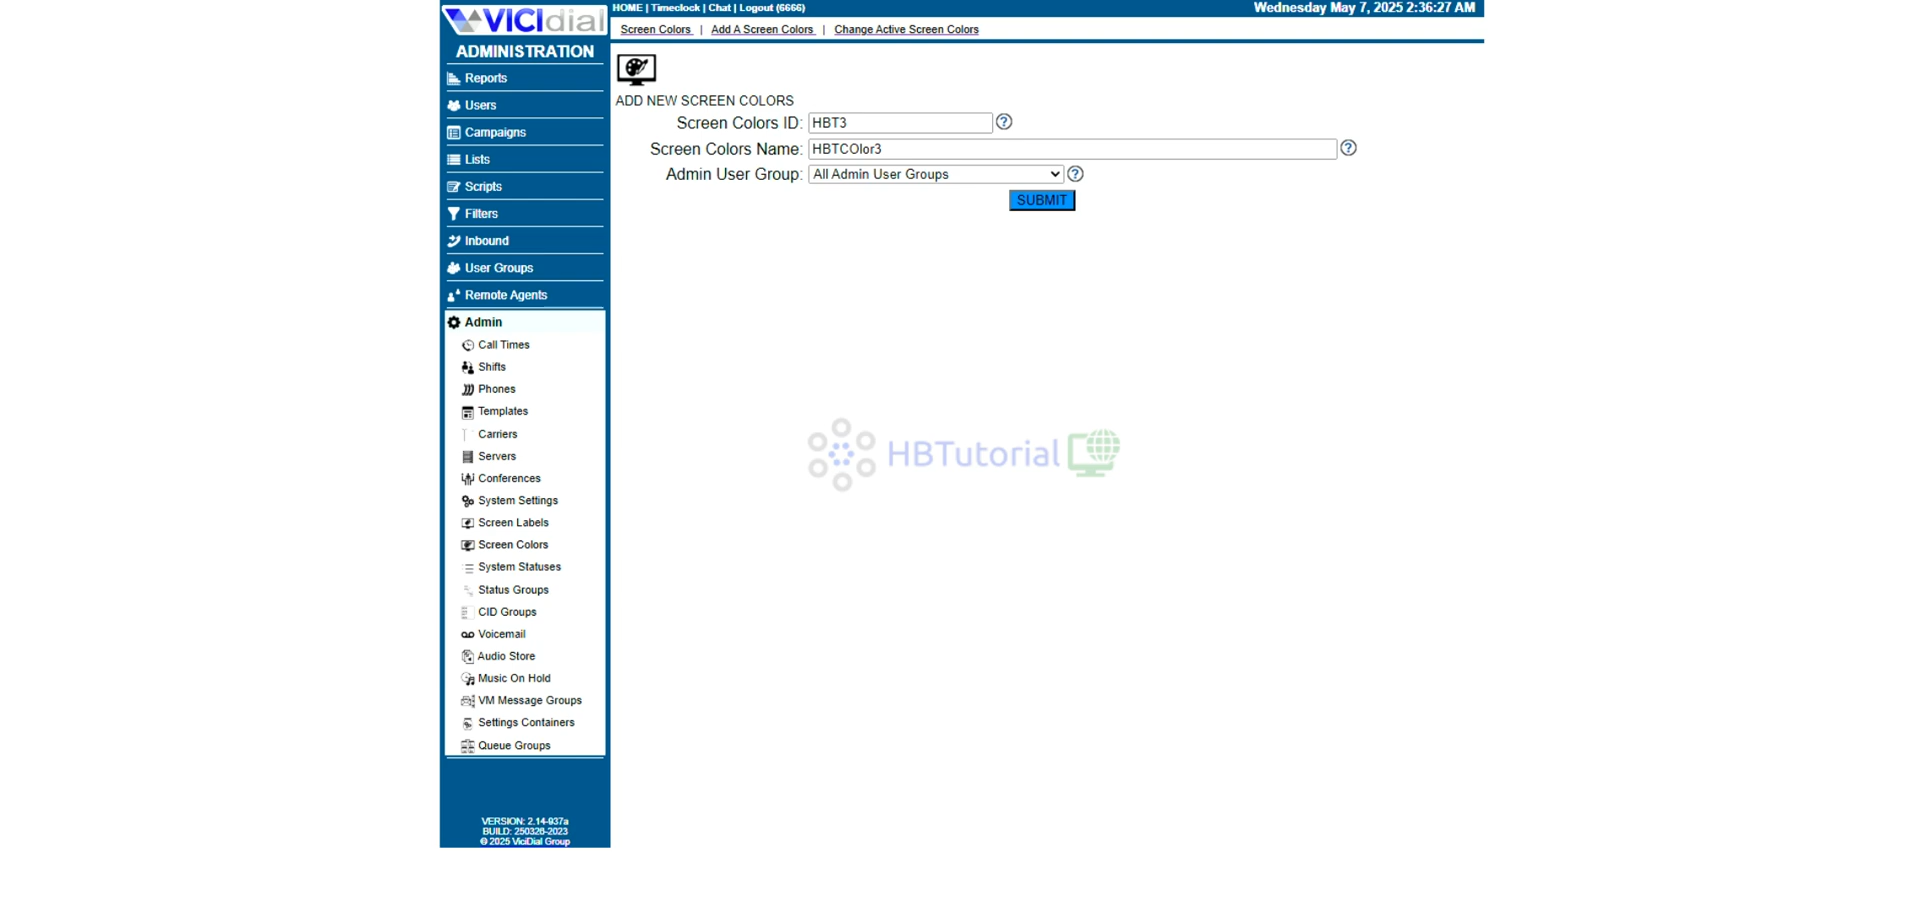 VICIdial
HOME | Timeclock | Chat | Logout (6666)
Wednesday May 7, 2025 2:36:27 AM
Screen Colors | Add A Screen Colors | Change Active Screen Colors
ADMINISTRATION
Reports
Users
Campaigns
Lists
Scripts
Filters
Inbound
User Groups
Remote Agents
Admin
Call Times
Shifts
Phones
Templates
Carriers
Servers
Conferences
System Settings
Screen Labels
Screen Colors
System Statuses
Status Groups
CID Groups
Voicemail
Audio Store
Music On Hold
VM Message Groups
Settings Containers
Queue Groups
VERSION: 2.14-937a
BUILD: 250326-2023
© 2025 ViciDial Group
ADD NEW SCREEN COLORS
Screen Colors ID: HBT3
Screen Colors Name: HBTCOlor3
Admin User Group: All Admin User Groups
SUBMIT
HBTutorial